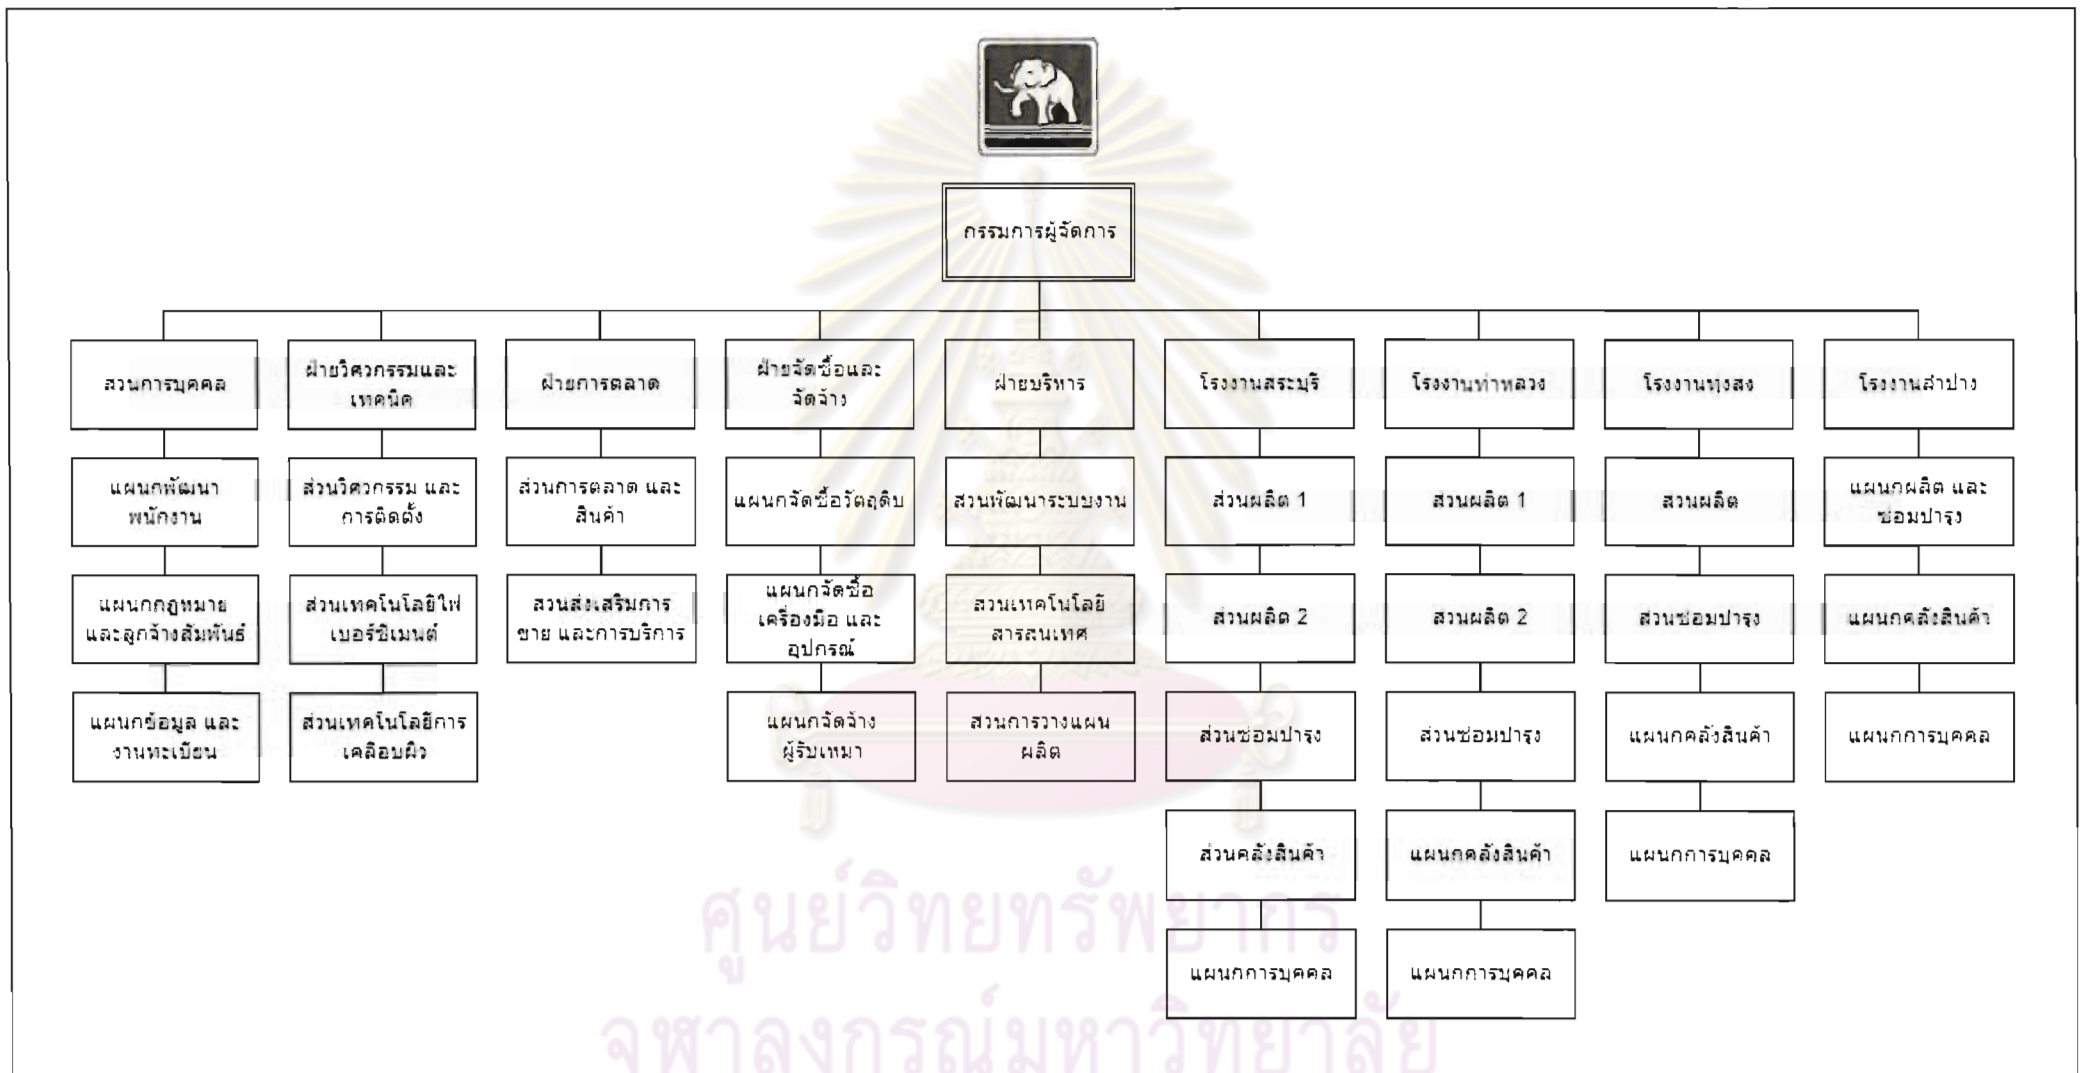 กรรมการผู้จัดการ
ส่วนการบุคคล
ฝ่ายวิศวกรรมและ
เทคนิค
ฝ่ายการตลาด
ฝ่ายจัดซื้อและ
จัดจ้าง
ฝ่ายบริหาร
โรงงานสระบุรี
โรงงานท่าหลวง
โรงงานทุ่งสง
โรงงานลำปาง
แผนกพัฒนา
พนักงาน
ส่วนวิศวกรรม และ
การติดตั้ง
ส่วนการตลาด และ
สินค้า
แผนกจัดซื้อวัตถุดิบ
ส่วนพัฒนาระบบงาน
ส่วนผลิต 1
ส่วนผลิต 1
ส่วนผลิต
แผนกผลิต และ
ซ่อมบำรุง
แผนกกฎหมาย
และลูกจ้างสัมพันธ์
ส่วนเทคโนโลยีไฟ
เบอร์ซิเมนต์
ส่วนส่งเสริมการ
ขาย และการบริการ
แผนกจัดซื้อ
เครื่องมือ และ
อุปกรณ์
ส่วนเทคโนโลยี
สารสนเทศ
ส่วนผลิต 2
ส่วนผลิต 2
ส่วนซ่อมบำรุง
แผนกคลังสินค้า
แผนกข้อมูล และ
งานทะเบียน
ส่วนเทคโนโลยีการ
เคลือบผิว
แผนกจัดจ้าง
ผู้รับเหมา
ส่วนการวางแผน
ผลิต
ส่วนซ่อมบำรุง
ส่วนซ่อมบำรุง
แผนกคลังสินค้า
แผนกการบุคคล
ส่วนคลังสินค้า
แผนกคลังสินค้า
แผนกการบุคคล
แผนกการบุคคล
แผนกการบุคคล
ศูนย์วิทยทรัพยากร
จุฬาลงกรณ์มหาวิทยาลัย